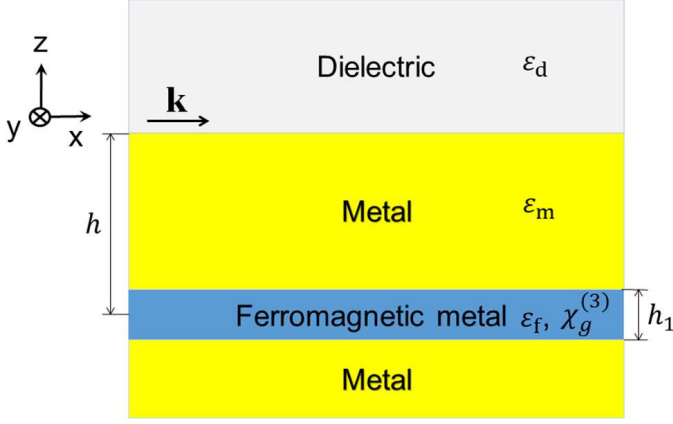 z
y
x
k
Dielectric εd
h
Metal εm
Ferromagnetic metal εf, χg(3)
h1
Metal